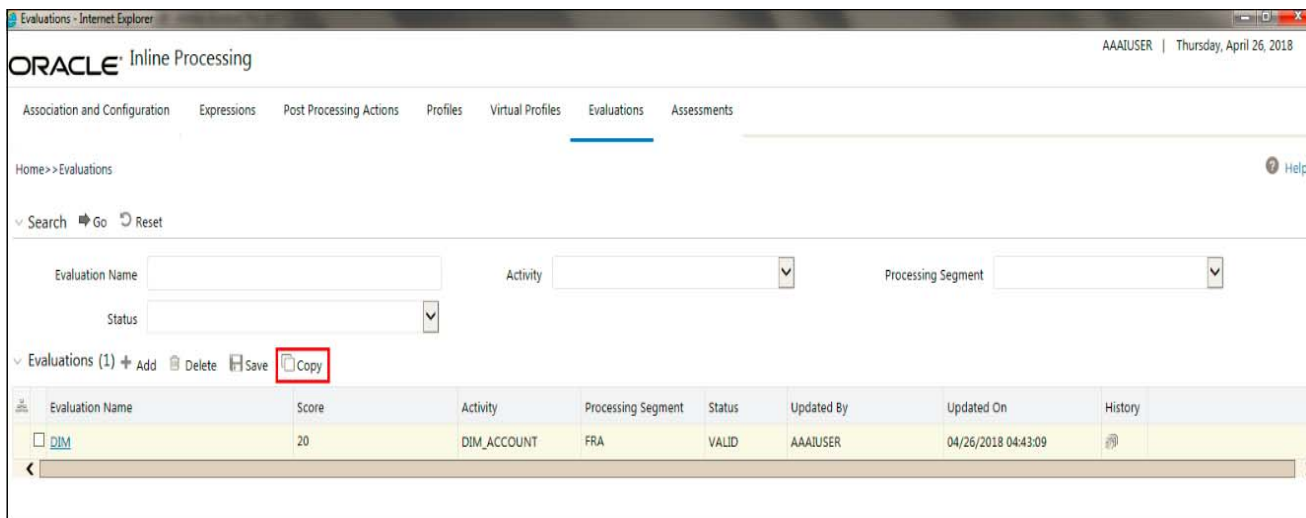 Evaluations - Internet Explorer
ORACLE® Inline Processing
AAAIUSER | Thursday, April 26, 2018
Association and Configuration Expressions Post Processing Actions Profiles Virtual Profiles Evaluations Assessments
Home>>Evaluations
Help
Search Go Reset
Evaluation Name Activity Processing Segment
Status
Evaluations (1) Add Delete Save Copy
Evaluation Name Score Activity Processing Segment Status Updated By Updated On History
DIM 20 DIM_ACCOUNT FRA VALID AAAIUSER 04/26/2018 04:43:09